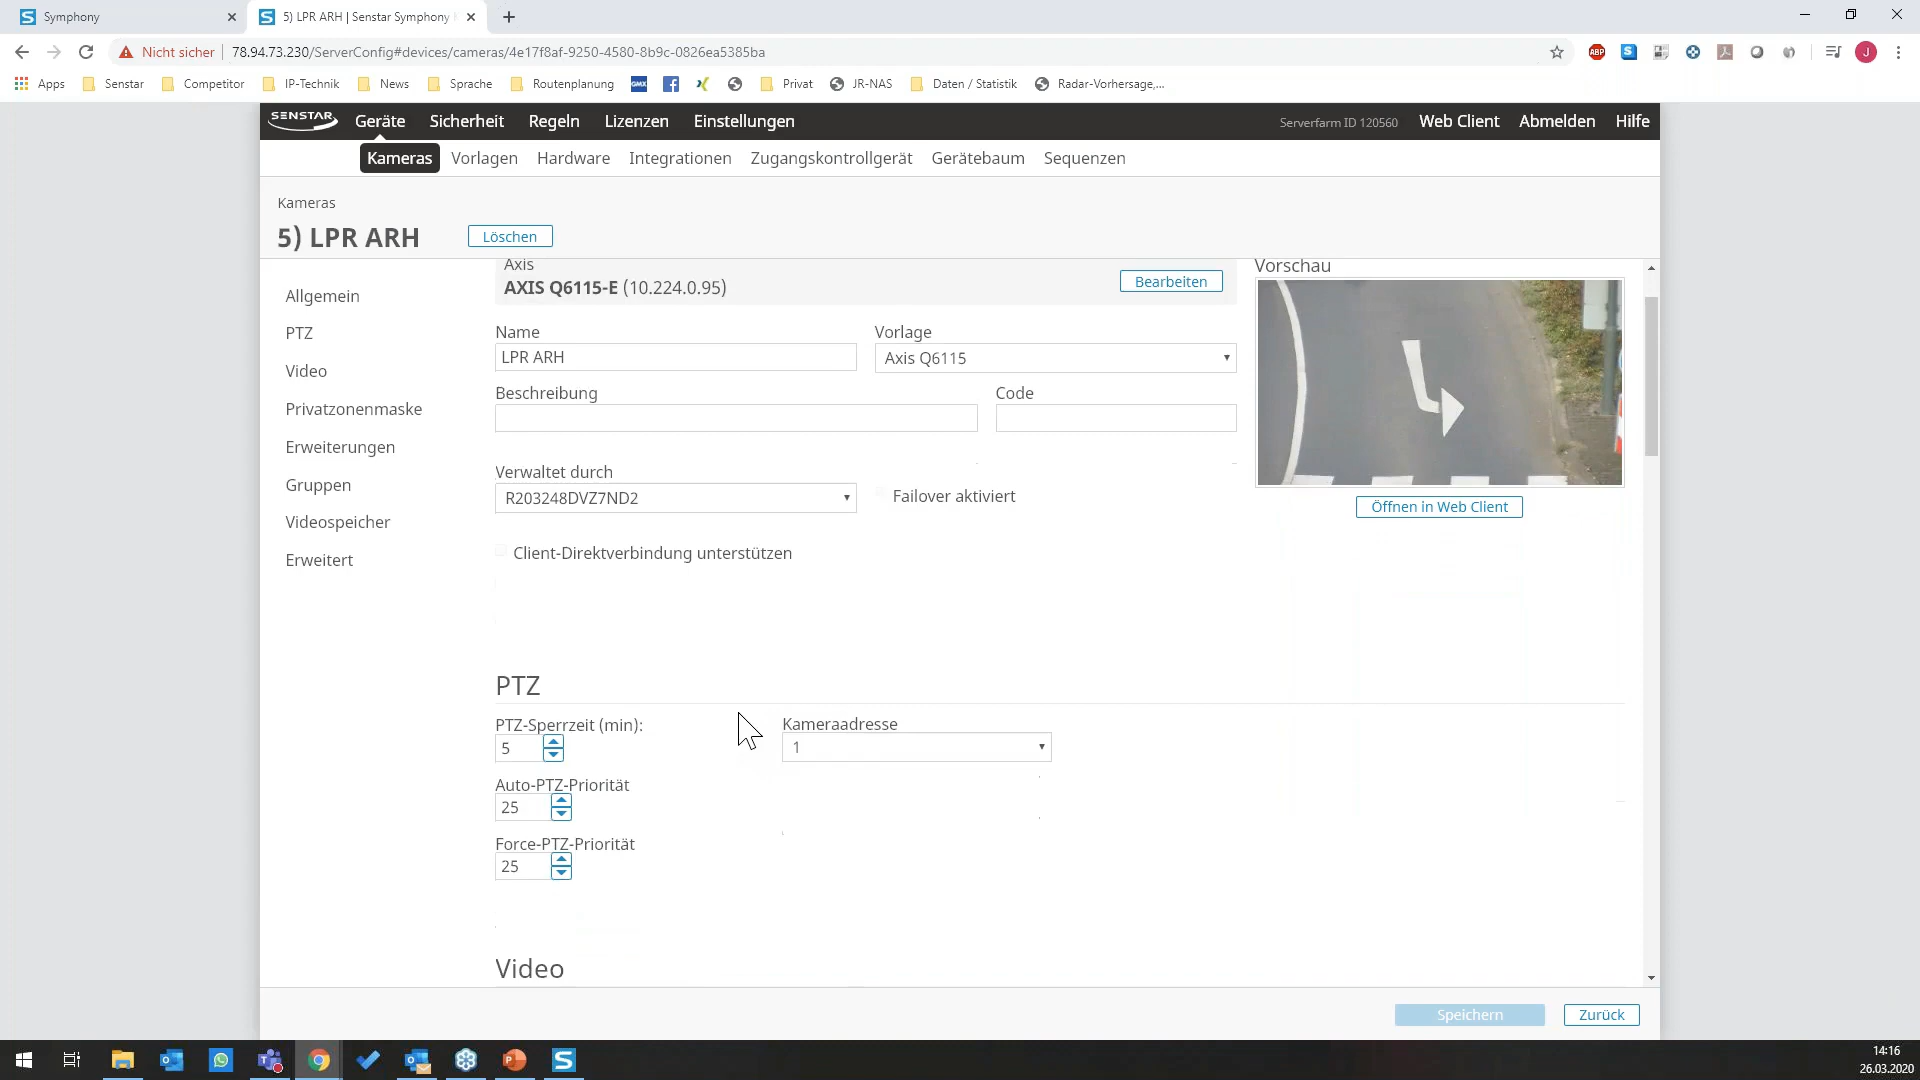 Symphony
5) LPR ARH | Senstar Symphony
Nicht sicher
78.94.73.230/ServerConfig#devices/cameras/4e17f8af-9250-4580-8b9c-0826ea5385ba
ABP
J
Apps
Senstar
Competitor
IP-Technik
News
Sprache
Routenplanung
GMX
Privat
JR-NAS
Daten / Statistik
Radar-Vorhersage,...
SENSTAR
Geräte
Sicherheit
Regeln
Lizenzen
Einstellungen
Serverfarm ID 120560
Web Client
Abmelden
Hilfe
Kameras
Vorlagen
Hardware
Integrationen
Zugangskontrollgerät
Gerätebaum
Sequenzen
Kameras
5) LPR ARH
Löschen
Allgemein
PTZ
Video
Privatzonenmaske
Erweiterungen
Gruppen
Videospeicher
Erweitert
Axis
AXIS Q6115-E (10.224.0.95)
Bearbeiten
Name
LPR ARH
Vorlage
Axis Q6115
Beschreibung
Code
Verwaltet durch
R203248DVZ7ND2
Failover aktiviert
Client-Direktverbindung unterstützen
Vorschau
Öffnen in Web Client
PTZ
PTZ-Sperrzeit (min):
5
Kameraadresse
1
Auto-PTZ-Priorität
25
Force-PTZ-Priorität
25
Video
Speichern
Zurück
14:16
26.03.2020